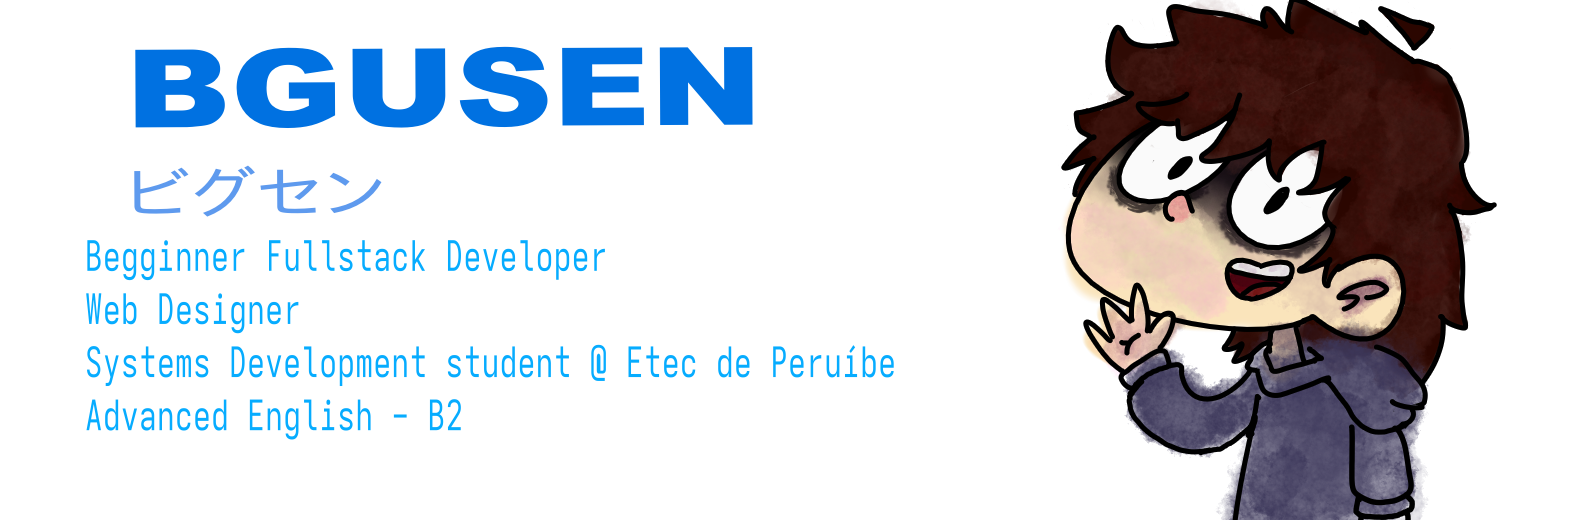 BGUSEN
ビグセン
Begginner Fullstack Developer
Web Designer
Systems Development student @ Etec de Peruíbe
Advanced English - B2